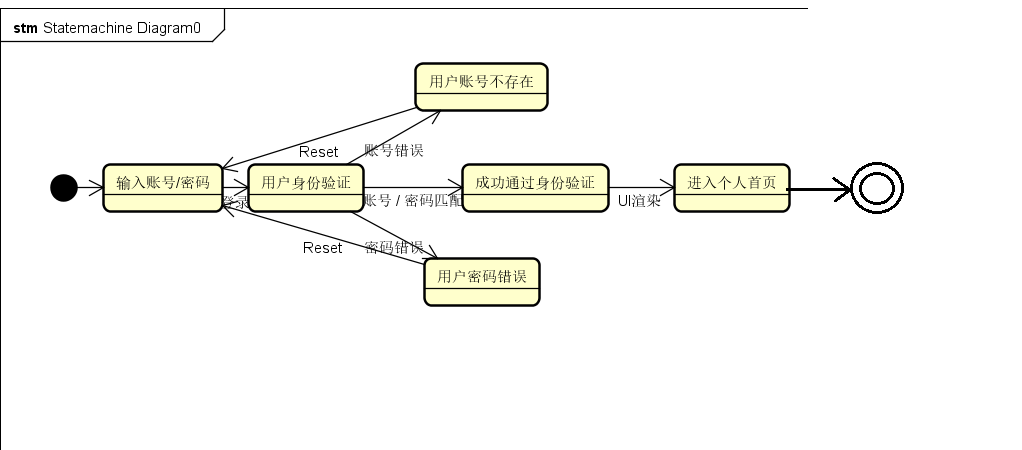 stm Statemachine Diagram0
用户账号不存在
Reset
账号错误
输入账号/密码
登录
用户身份验证
账号 / 密码匹配
成功通过身份验证
UI渲染
进入个人首页
Reset
密码错误
用户密码错误